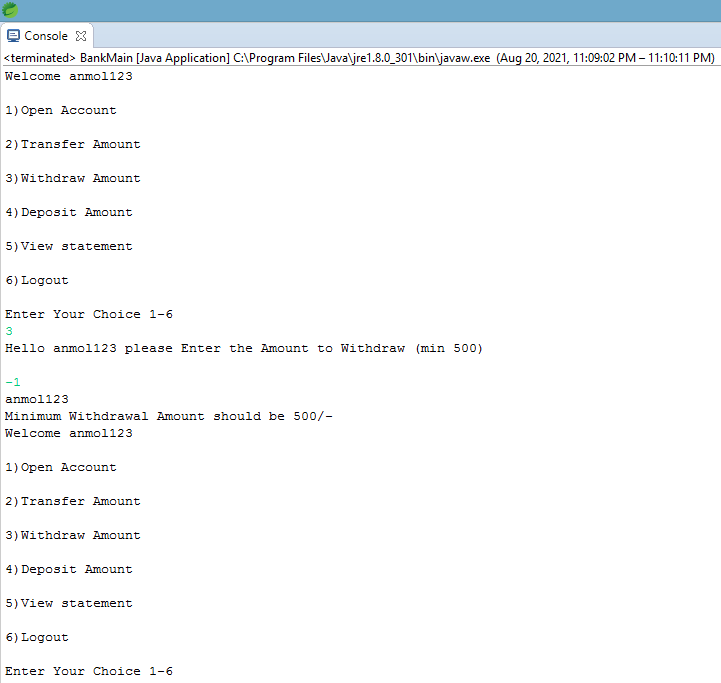 Console
<terminated> BankMain [Java Application] C:\Program Files\Java\jre1.8.0_301\bin\javaw.exe (Aug 20, 2021, 11:09:02 PM – 11:10:11 PM)
Welcome anmol123
1)Open Account
2)Transfer Amount
3)Withdraw Amount
4)Deposit Amount
5)View statement
6)Logout
Enter Your Choice 1-6
3
Hello anmol123 please Enter the Amount to Withdraw (min 500)
-1
anmol123
Minimum Withdrawal Amount should be 500/-
Welcome anmol123
1)Open Account
2)Transfer Amount
3)Withdraw Amount
4)Deposit Amount
5)View statement
6)Logout
Enter Your Choice 1-6